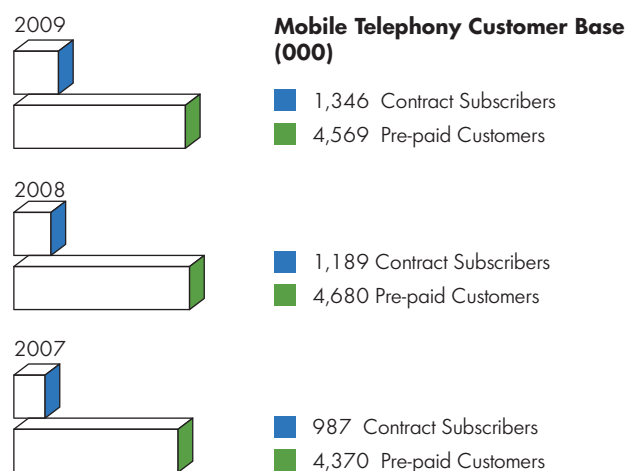 2009
Mobile Telephony Customer Base
(000)
1,346 Contract Subscribers
4,569 Pre-paid Customers
2008
1,189 Contract Subscribers
4,680 Pre-paid Customers
2007
987 Contract Subscribers
4,370 Pre-paid Customers